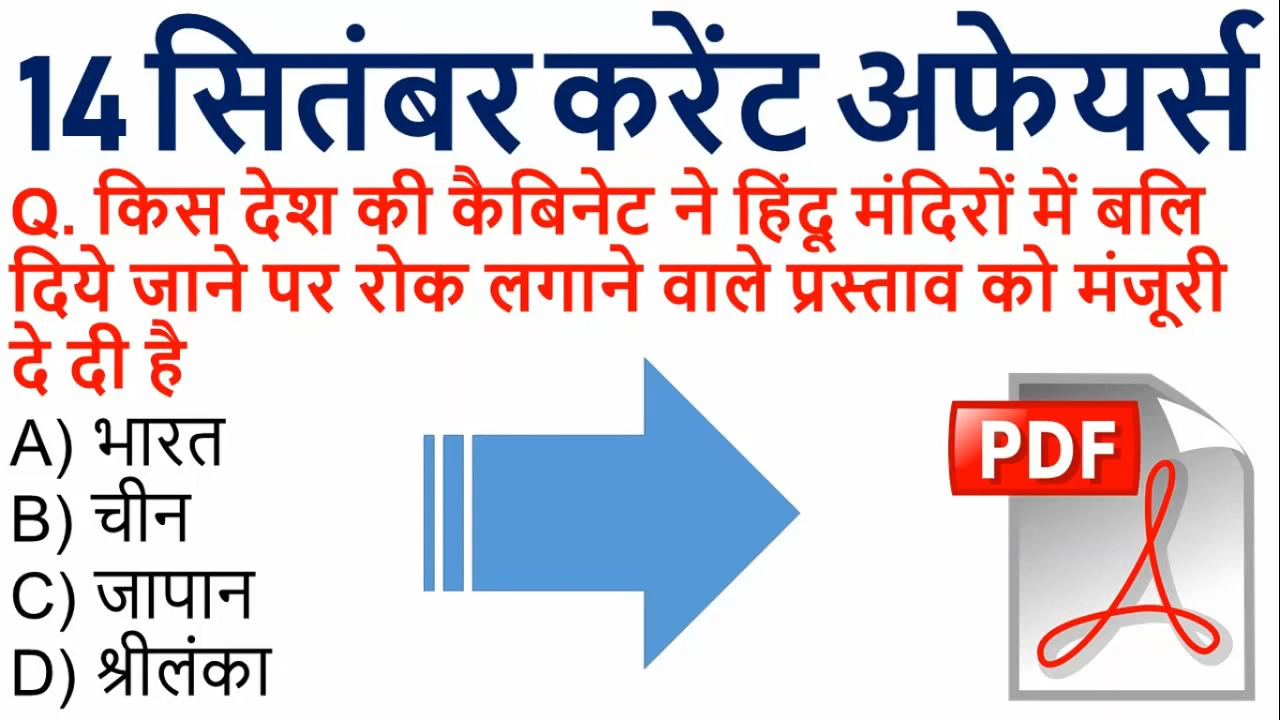 14 सितंबर करेंट अफेयर्स
Q. किस देश की कैबिनेट ने हिंदू मंदिरों में बलि
दिये जाने पर रोक लगाने वाले प्रस्ताव को मंजूरी
दे दी है
A) भारत
B) चीन
C) जापान
D) श्रीलंका
PDF